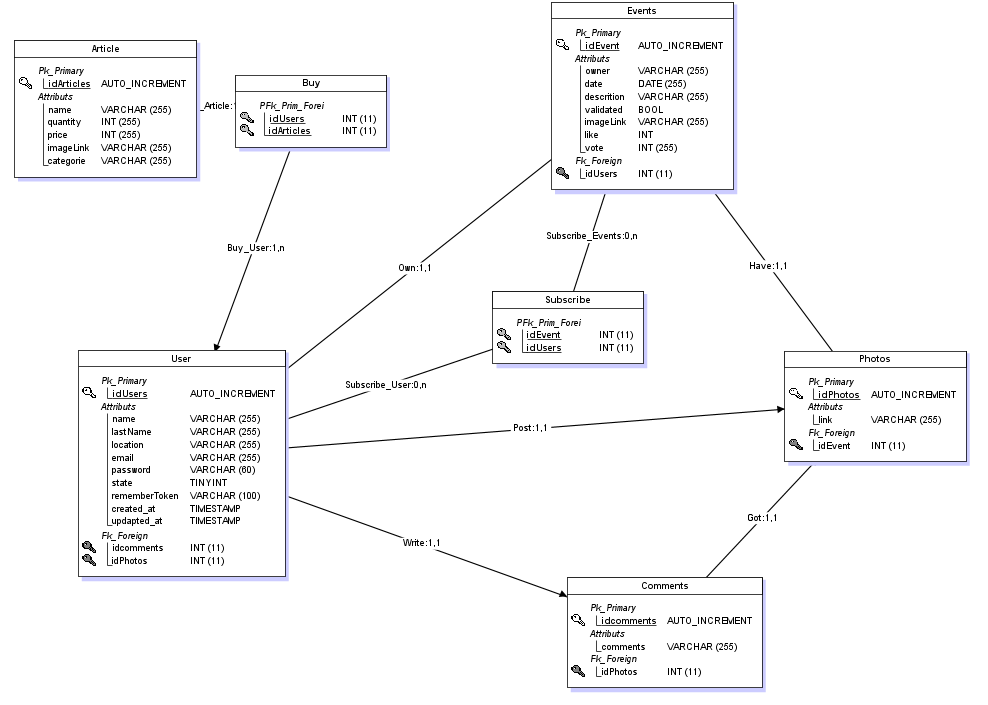 Article
Pk_Primary
idArticles AUTO_INCREMENT
Attributs
name VARCHAR (255)
quantity INT (255)
price INT (255)
imageLink VARCHAR (255)
categorie VARCHAR (255)
_Article:
Buy
PFk_Prim_Forei
idUsers INT (11)
idArticles INT (11)
Events
Pk_Primary
idEvent AUTO_INCREMENT
Attributs
owner VARCHAR (255)
date DATE (255)
descrition VARCHAR (255)
validated BOOL
imageLink VARCHAR (255)
like INT
vote INT (255)
Fk_Foreign
idUsers INT (11)
Buy_User:1,n
Own:1,1
Subscribe_Events:0,n
Have:1,1
Subscribe
PFk_Prim_Forei
idEvent INT (11)
idUsers INT (11)
Subscribe_User:0,n
User
Pk_Primary
idUsers AUTO_INCREMENT
Attributs
name VARCHAR (255)
lastName VARCHAR (255)
location VARCHAR (255)
email VARCHAR (255)
password VARCHAR (60)
state TINYINT
rememberToken VARCHAR (100)
created_at TIMESTAMP
updapted_at TIMESTAMP
Fk_Foreign
idcomments INT (11)
idPhotos INT (11)
Post:1,1
Photos
Pk_Primary
idPhotos AUTO_INCREMENT
Attributs
link VARCHAR (255)
Fk_Foreign
idEvent INT (11)
Write:1,1
Got:1,1
Comments
Pk_Primary
idcomments AUTO_INCREMENT
Attributs
comments VARCHAR (255)
Fk_Foreign
idPhotos INT (11)